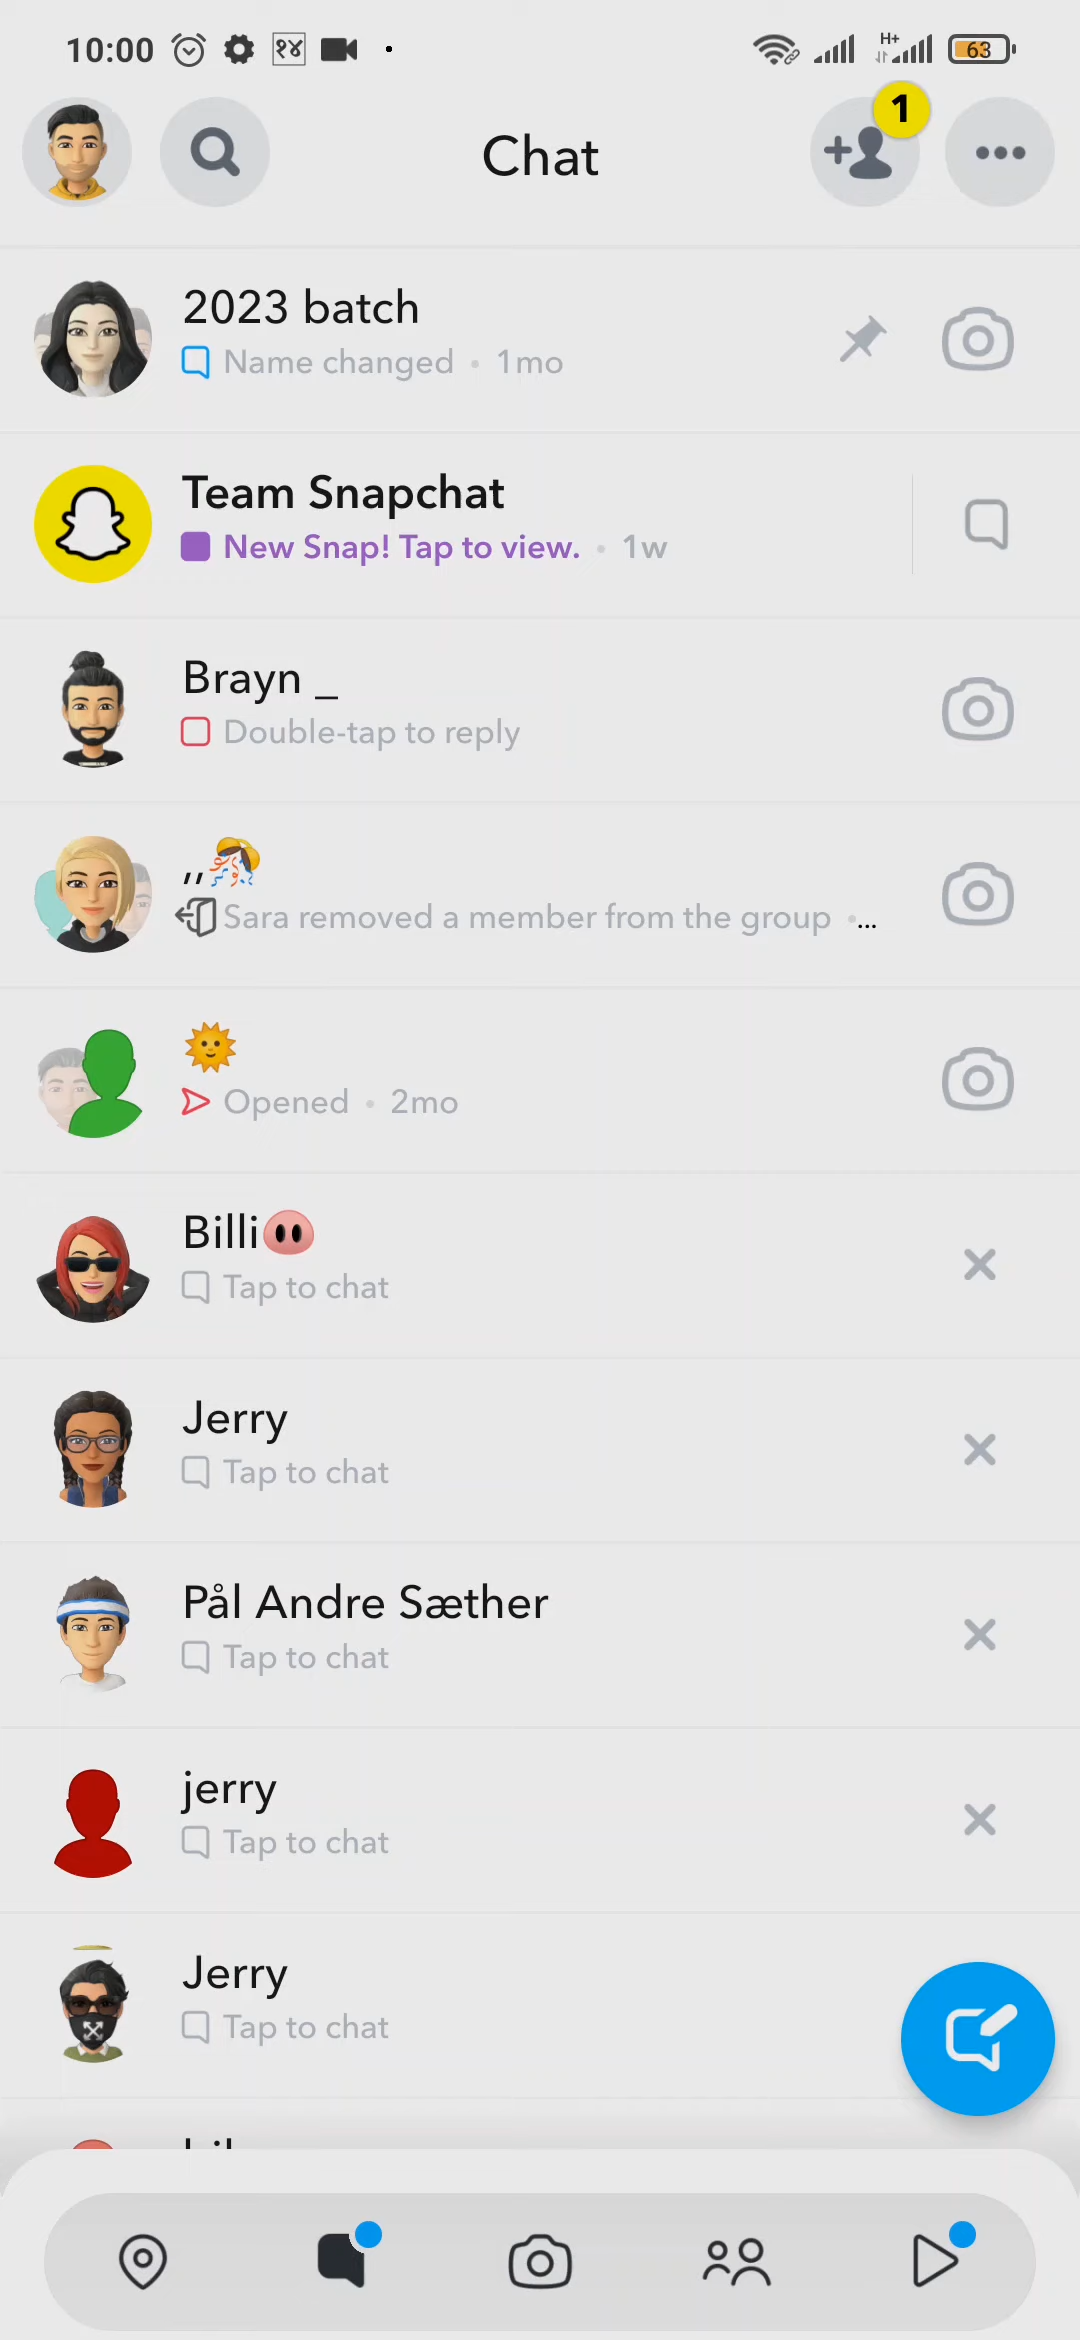 10:00 १४ H+ 63
1
Chat
2023 batch
Name changed • 1mo
Team Snapchat
New Snap! Tap to view. • 1w
Brayn _
Double-tap to reply
,,🎊
Sara removed a member from the group •...
🌞
Opened • 2mo
Billi🐽
Tap to chat
Jerry
Tap to chat
Pål Andre Sæther
Tap to chat
jerry
Tap to chat
Jerry
Tap to chat